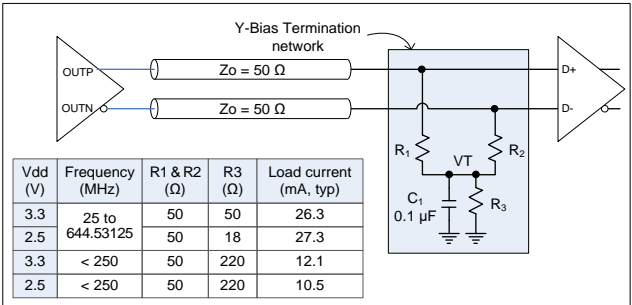 Y-Bias Termination
network
OUTP
OUTN
Zo = 50 Ω
Zo = 50 Ω
D+
D-
R1
VT
R2
C1
0.1 µF
R3
Vdd (V) Frequency (MHz) R1 & R2 (Ω) R3 (Ω) Load current (mA, typ)
3.3 25 to 644.53125 50 50 26.3
2.5 50 18 27.3
3.3 < 250 50 220 12.1
2.5 < 250 50 220 10.5